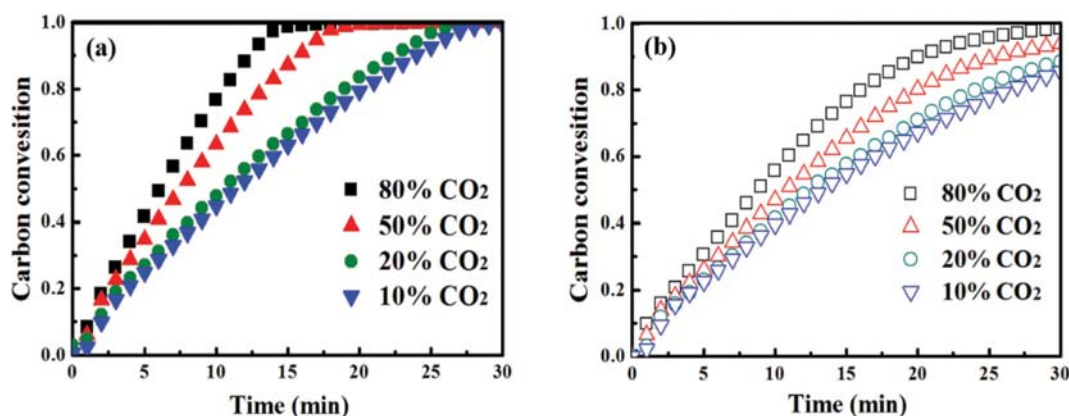 (a)
Carbon convesition
1.0
0.8
0.6
0.4
0.2
0.0
80% CO2
50% CO2
20% CO2
10% CO2
0 5 10 15 20 25 30
Time (min)
(b)
Carbon convesition
1.0
0.8
0.6
0.4
0.2
0.0
80% CO2
50% CO2
20% CO2
10% CO2
0 5 10 15 20 25 30
Time (min)